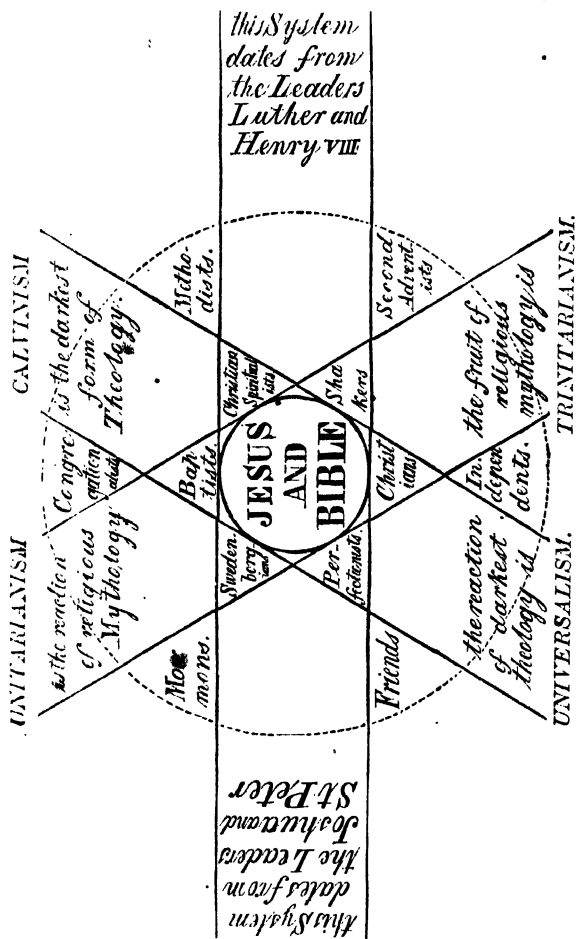 this System
dates from
the Leaders
Luther and
Henry VIII
CALVINISM
is the darkest
form of
Theology.
TRINITARIANISM.
the fruit of
religious
mythology is
UNITARIANISM
is the reaction
of religious
Mythology
UNIVERSALISM.
the reaction
of darkest
theology is
Metho-
dists.
Second
Advent
ists
Christian
Spiritual
ists
Sha
kers
Congre
gation
alists
Bap
tists
JESUS
AND
BIBLE
Christ
ians
In
depen
dents.
Sweden
borg-
ians
Per-
fectionists.
Mor
mons.
Friends
this System
dates from
the Leaders
Joshua and
St Peter